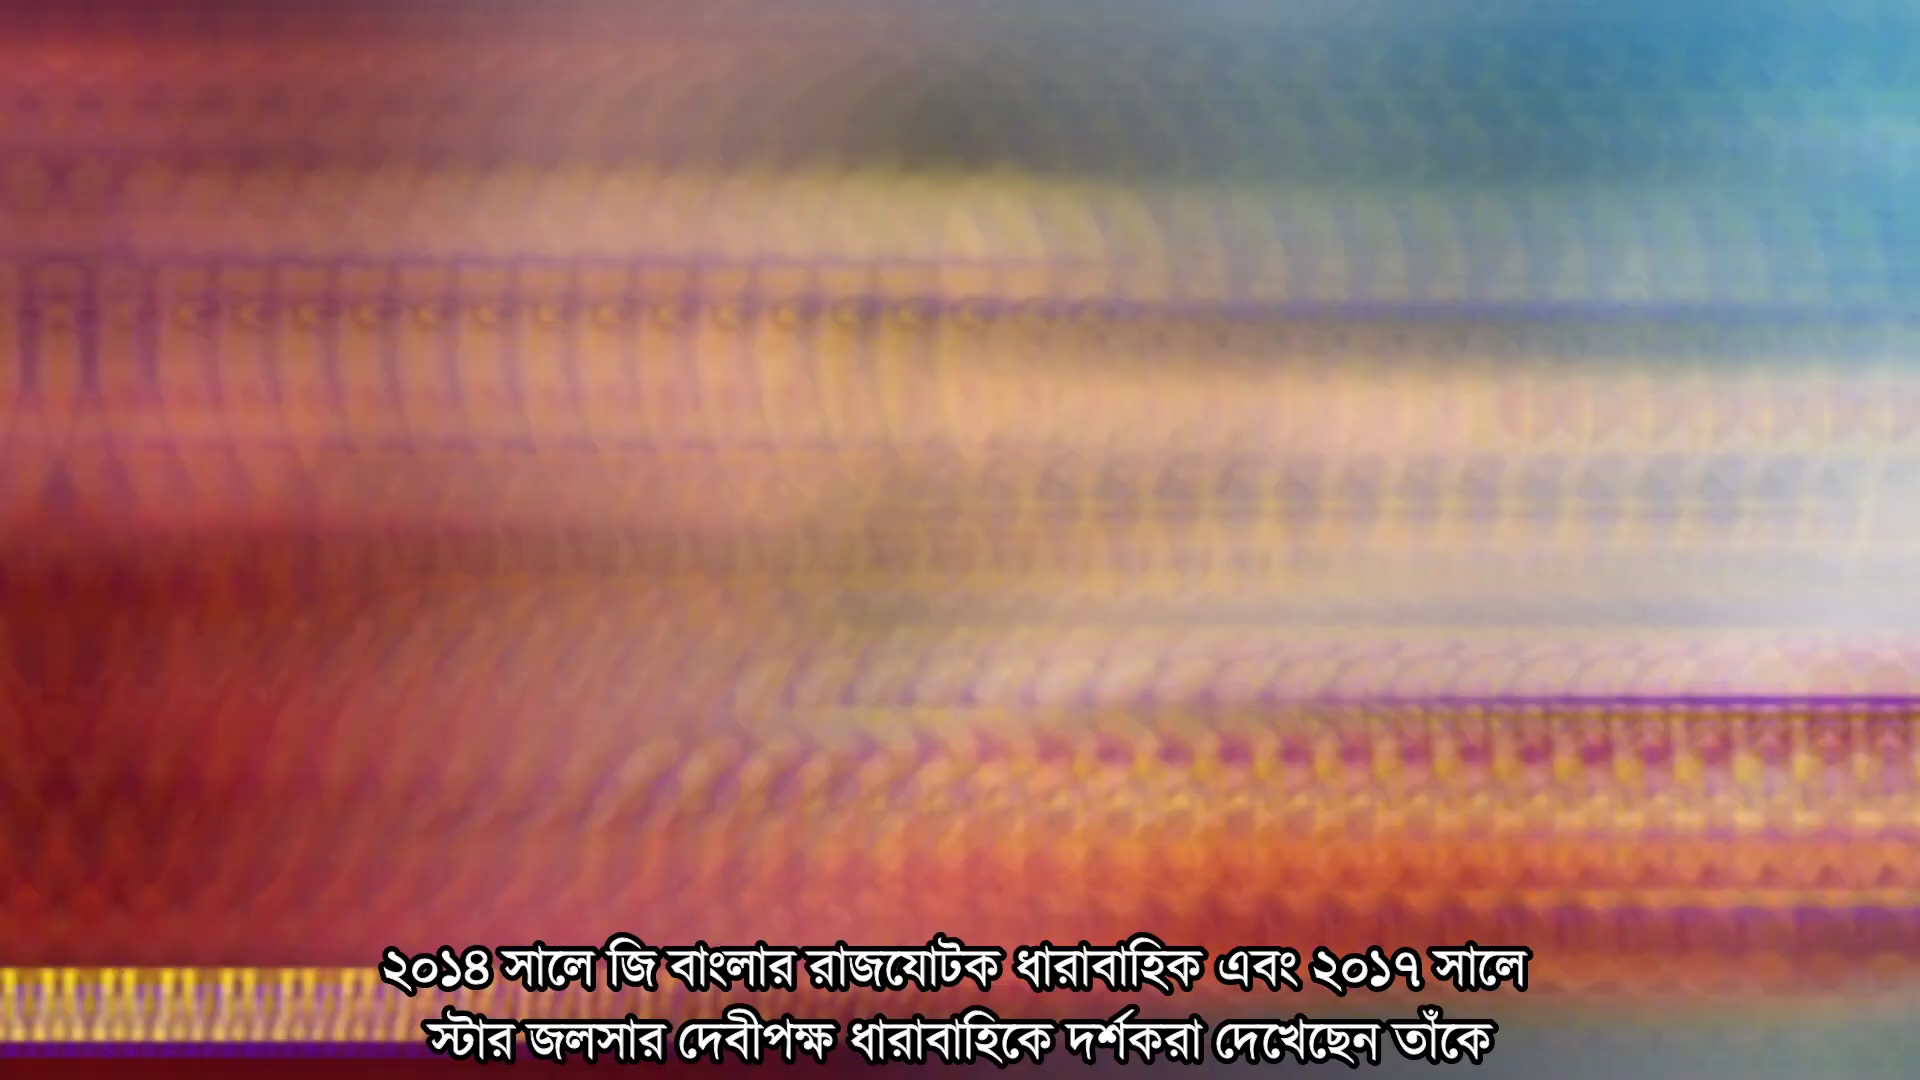 ২০১৪ সালে জি বাংলার রাজযোটক ধারাবাহিক এবং ২০১৭ সালে
স্টার জলসার দেবীপক্ষ ধারাবাহিকে দর্শকরা দেখেছেন তাঁকে